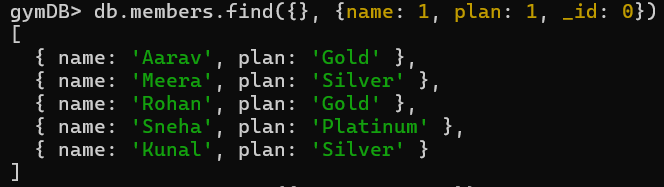 gymDB> db.members.find({}, {name: 1, plan: 1, _id: 0})
[
  { name: 'Aarav', plan: 'Gold' },
  { name: 'Meera', plan: 'Silver' },
  { name: 'Rohan', plan: 'Gold' },
  { name: 'Sneha', plan: 'Platinum' },
  { name: 'Kunal', plan: 'Silver' }
]